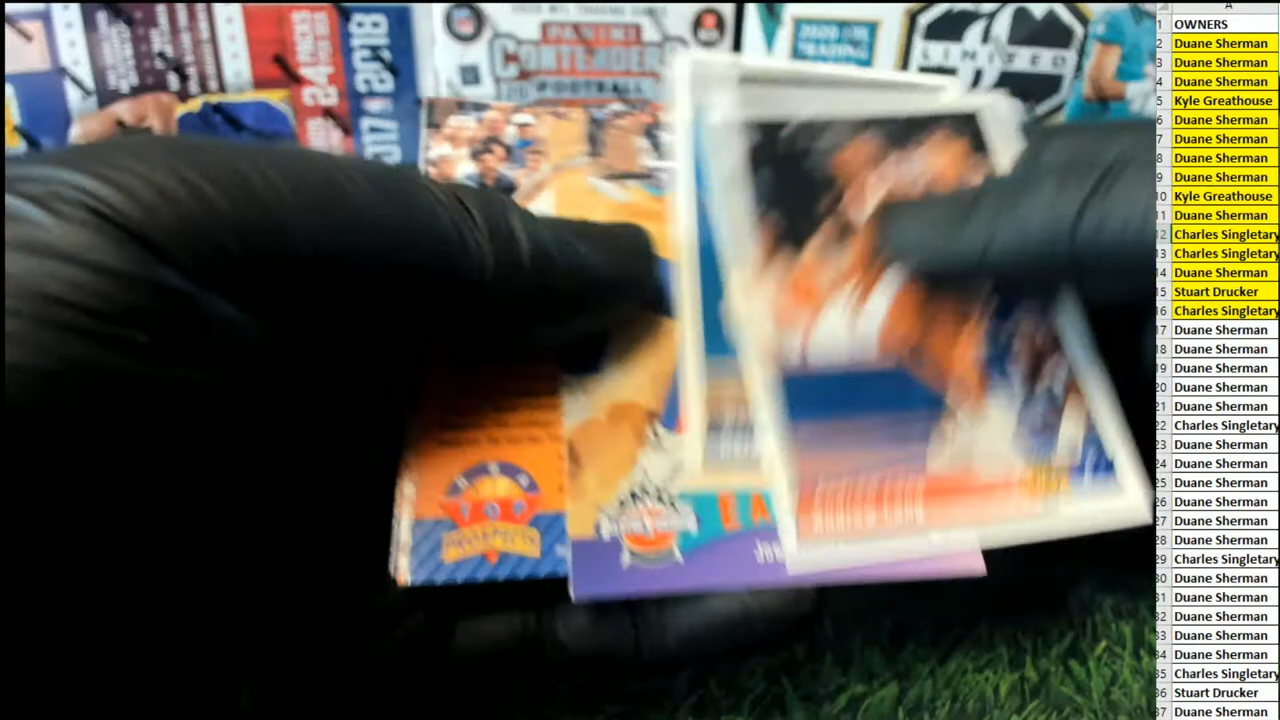 24 PACKS
2017 2018
PANINI
CONTENDERS
FOOTBALL
LIMITED
EA
A
1 OWNERS
2 Duane Sherman
3 Duane Sherman
4 Duane Sherman
5 Kyle Greathouse
6 Duane Sherman
7 Duane Sherman
8 Duane Sherman
9 Duane Sherman
10 Kyle Greathouse
11 Duane Sherman
12 Charles Singletary
13 Charles Singletary
14 Duane Sherman
15 Stuart Drucker
16 Charles Singletary
17 Duane Sherman
18 Duane Sherman
19 Duane Sherman
20 Duane Sherman
21 Duane Sherman
22 Charles Singletary
23 Duane Sherman
24 Duane Sherman
25 Duane Sherman
26 Duane Sherman
27 Duane Sherman
28 Duane Sherman
29 Charles Singletary
30 Duane Sherman
31 Duane Sherman
32 Duane Sherman
33 Duane Sherman
34 Duane Sherman
35 Charles Singletary
36 Stuart Drucker
37 Duane Sherman